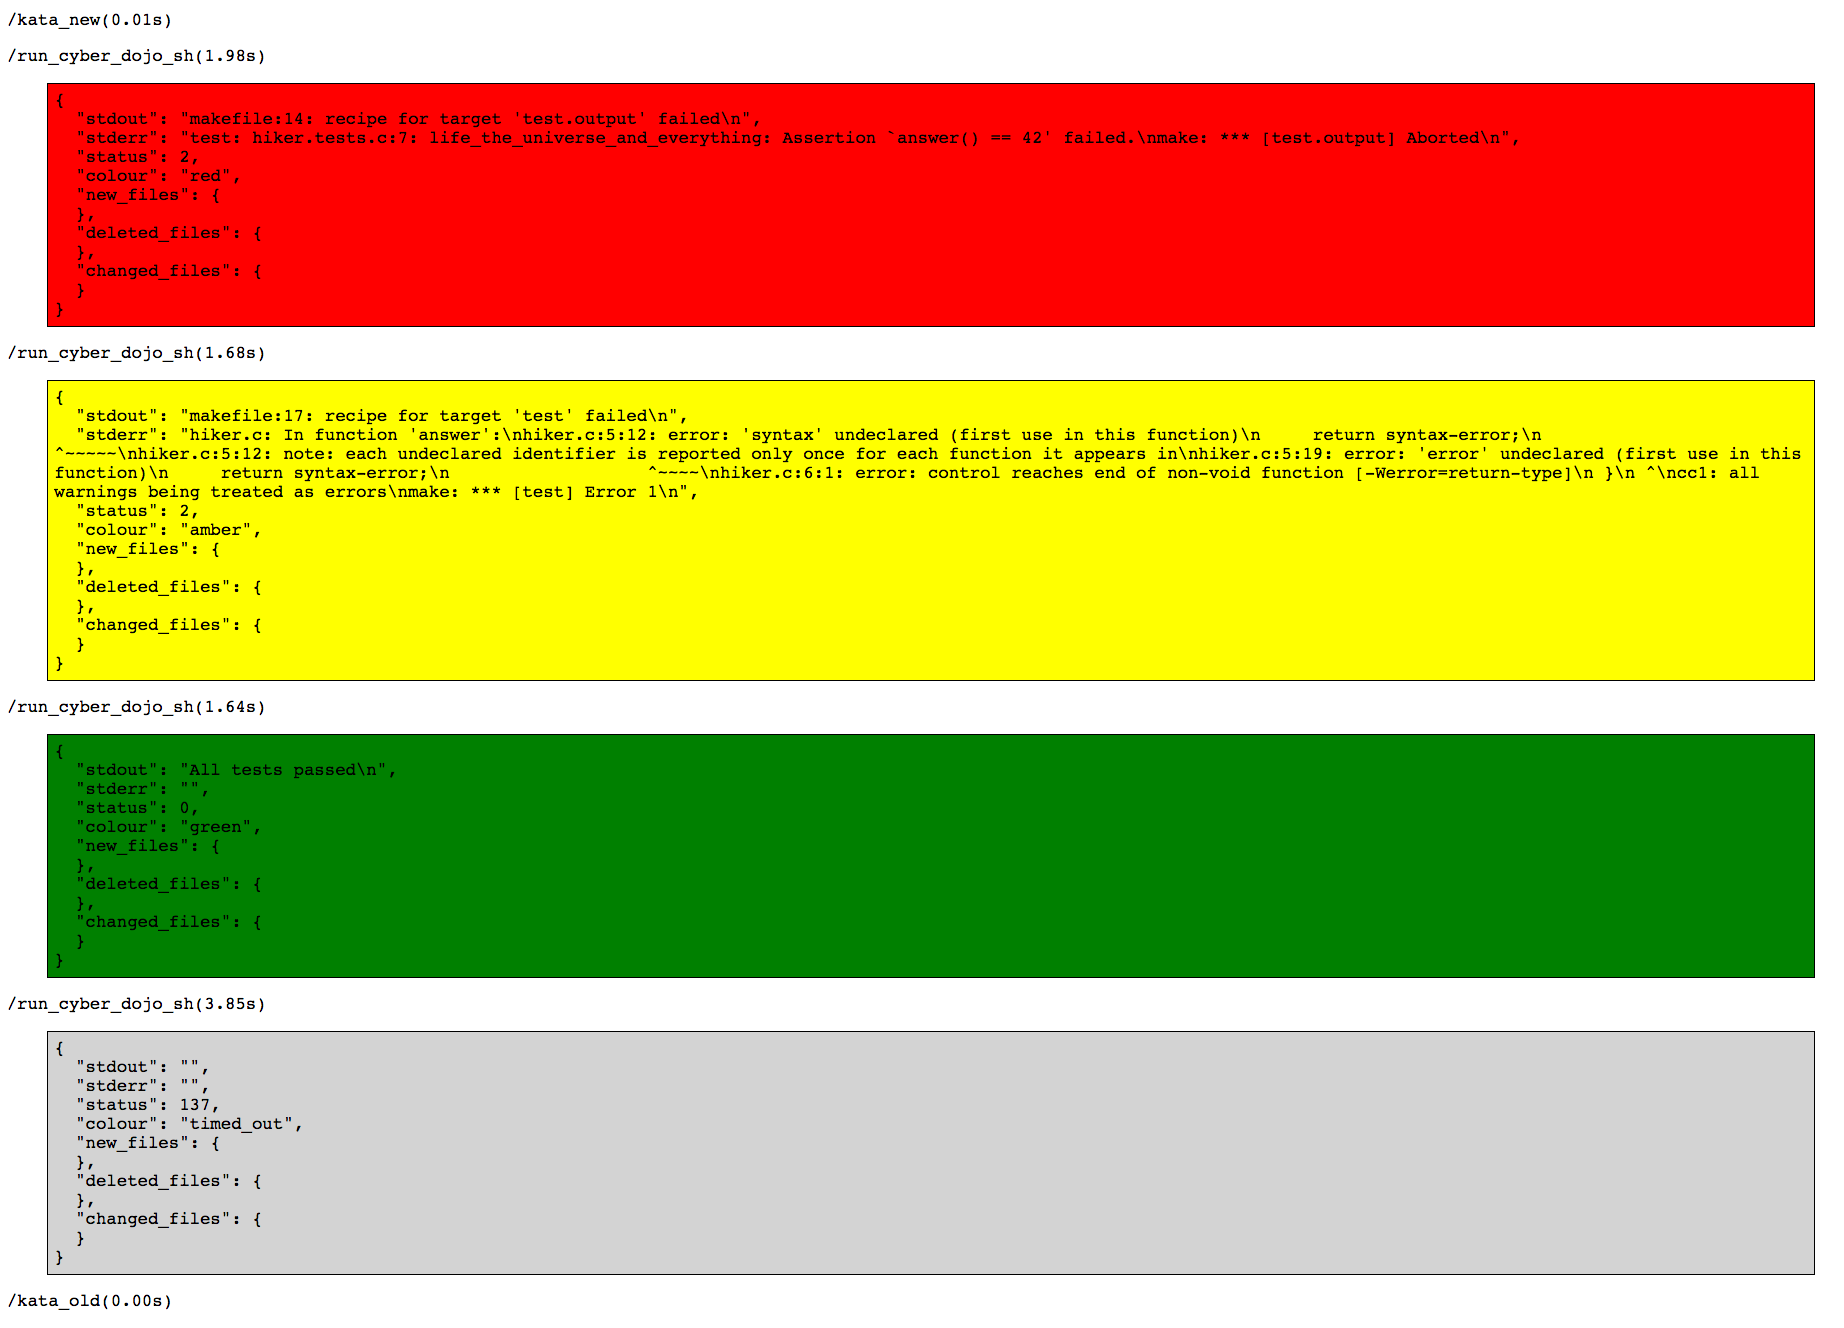 /kata_new(0.01s)
/run_cyber_dojo_sh(1.98s)
{
  "stdout": "makefile:14: recipe for target 'test.output' failed\n",
  "stderr": "test: hiker.tests.c:7: life_the_universe_and_everything: Assertion `answer() == 42' failed.\nmake: *** [test.output] Aborted\n",
  "status": 2,
  "colour": "red",
  "new_files": {
  },
  "deleted_files": {
  },
  "changed_files": {
  }
}
/run_cyber_dojo_sh(1.68s)
{
  "stdout": "makefile:17: recipe for target 'test' failed\n",
  "stderr": "hiker.c: In function 'answer':\nhiker.c:5:12: error: 'syntax' undeclared (first use in this function)\n     return syntax-error;\n
^~~~~~\nhiker.c:5:12: note: each undeclared identifier is reported only once for each function it appears in\nhiker.c:5:19: error: 'error' undeclared (first use in this
function)\n     return syntax-error;\n                   ^~~~~\nhiker.c:6:1: error: control reaches end of non-void function [-Werror=return-type]\n }\n ^\ncc1: all
warnings being treated as errors\nmake: *** [test] Error 1\n",
  "status": 2,
  "colour": "amber",
  "new_files": {
  },
  "deleted_files": {
  },
  "changed_files": {
  }
}
/run_cyber_dojo_sh(1.64s)
{
  "stdout": "All tests passed\n",
  "stderr": "",
  "status": 0,
  "colour": "green",
  "new_files": {
  },
  "deleted_files": {
  },
  "changed_files": {
  }
}
/run_cyber_dojo_sh(3.85s)
{
  "stdout": "",
  "stderr": "",
  "status": 137,
  "colour": "timed_out",
  "new_files": {
  },
  "deleted_files": {
  },
  "changed_files": {
  }
}
/kata_old(0.00s)